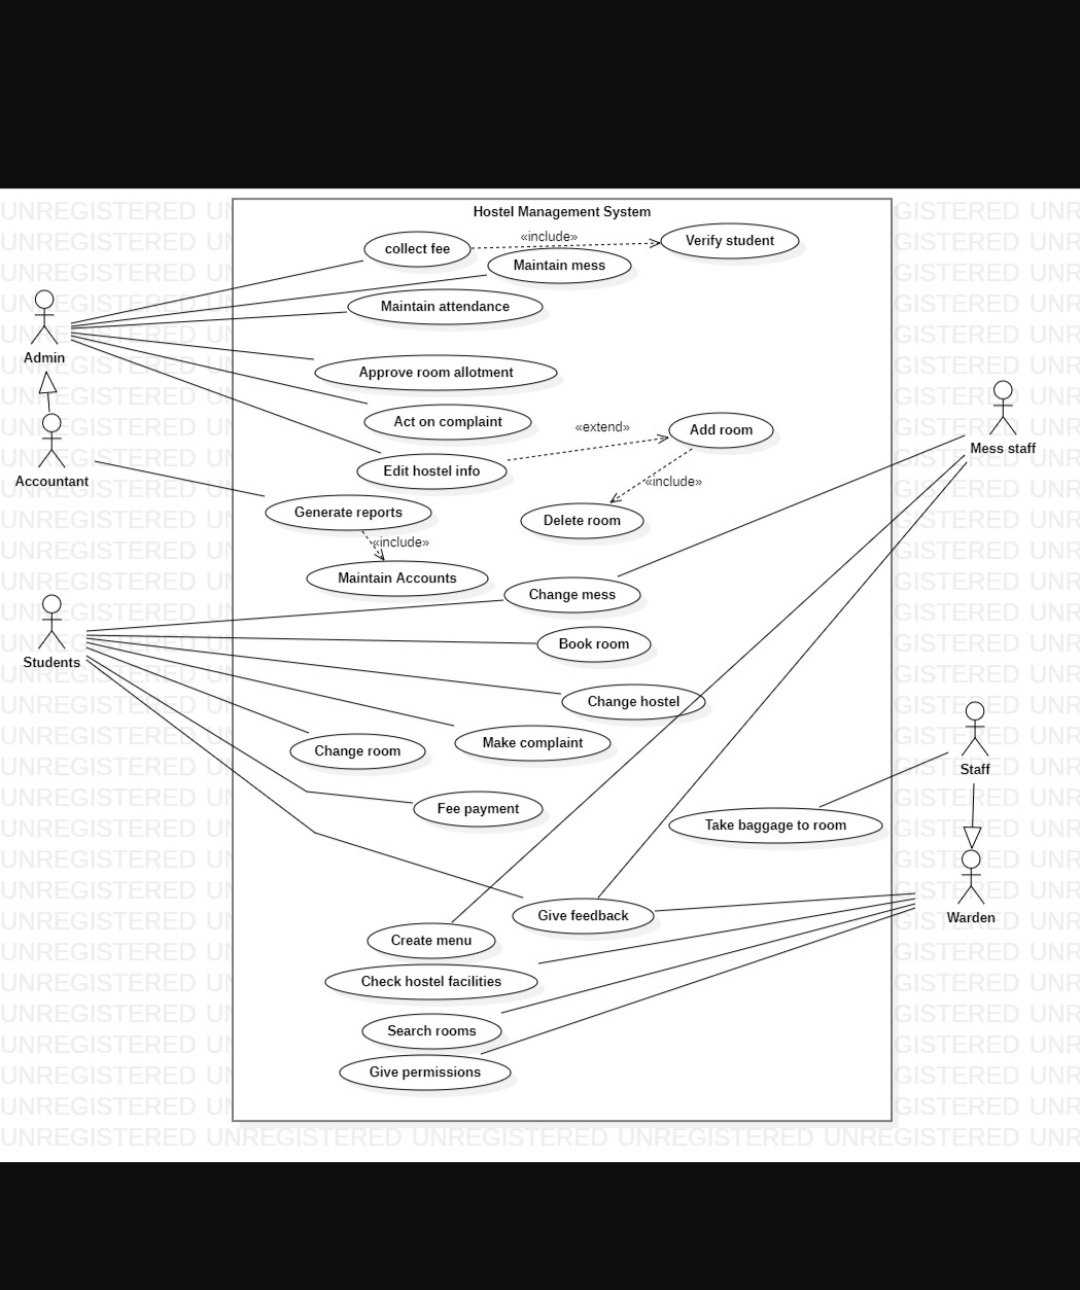 Hostel Management System
collect fee
«include»
Verify student
Maintain mess
Maintain attendance
Admin
Approve room allotment
Act on complaint
«extend»
Add room
Mess staff
Edit hostel info
Accountant
«include»
Generate reports
Delete room
«include»
Maintain Accounts
Change mess
Book room
Students
Change hostel
Make complaint
Change room
Staff
Fee payment
Take baggage to room
Give feedback
Warden
Create menu
Check hostel facilities
Search rooms
Give permissions
UNREGISTERED UNREGISTERED UNREGISTERED UNREGISTERED UNREGISTERED UNR